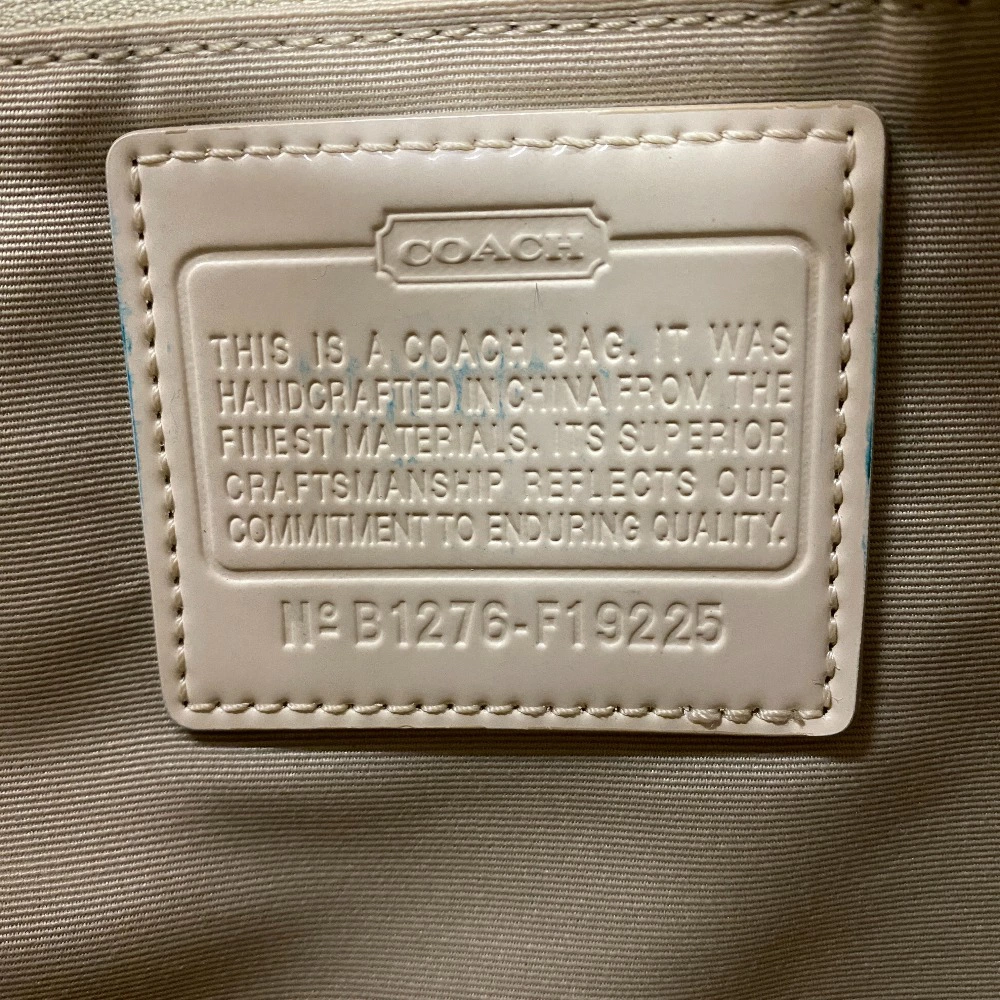 COACH
THIS IS A COACH BAG. IT WAS
HANDCRAFTED IN CHINA FROM THE
FINEST MATERIALS. ITS SUPERIOR
CRAFTSMANSHIP REFLECTS OUR
COMMITMENT TO ENDURING QUALITY.
Nº B1276-F19225